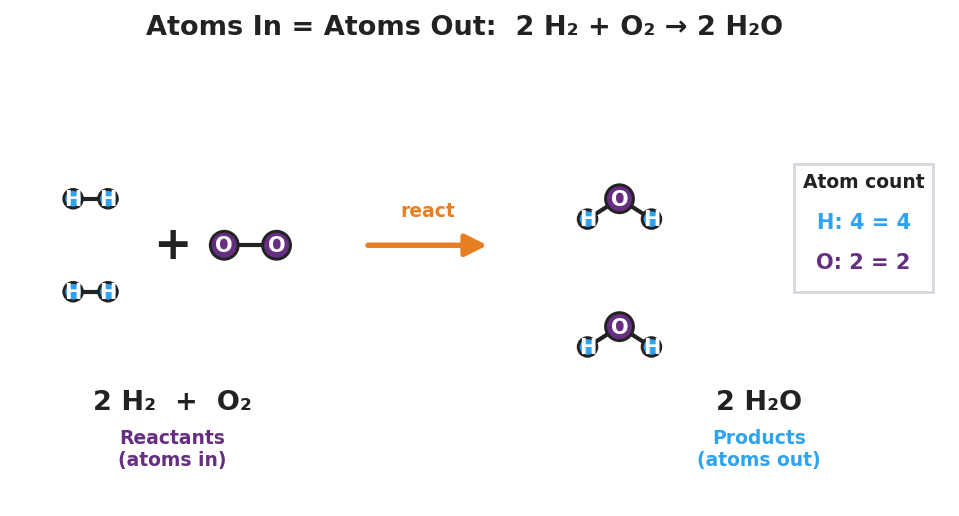 Atoms In = Atoms Out:  2 H₂ + O₂ → 2 H₂O
H H
H H
+
O O
react
O
H H
O
H H
Atom count
H: 4 = 4
O: 2 = 2
2 H₂  +  O₂
Reactants
(atoms in)
2 H₂O
Products
(atoms out)